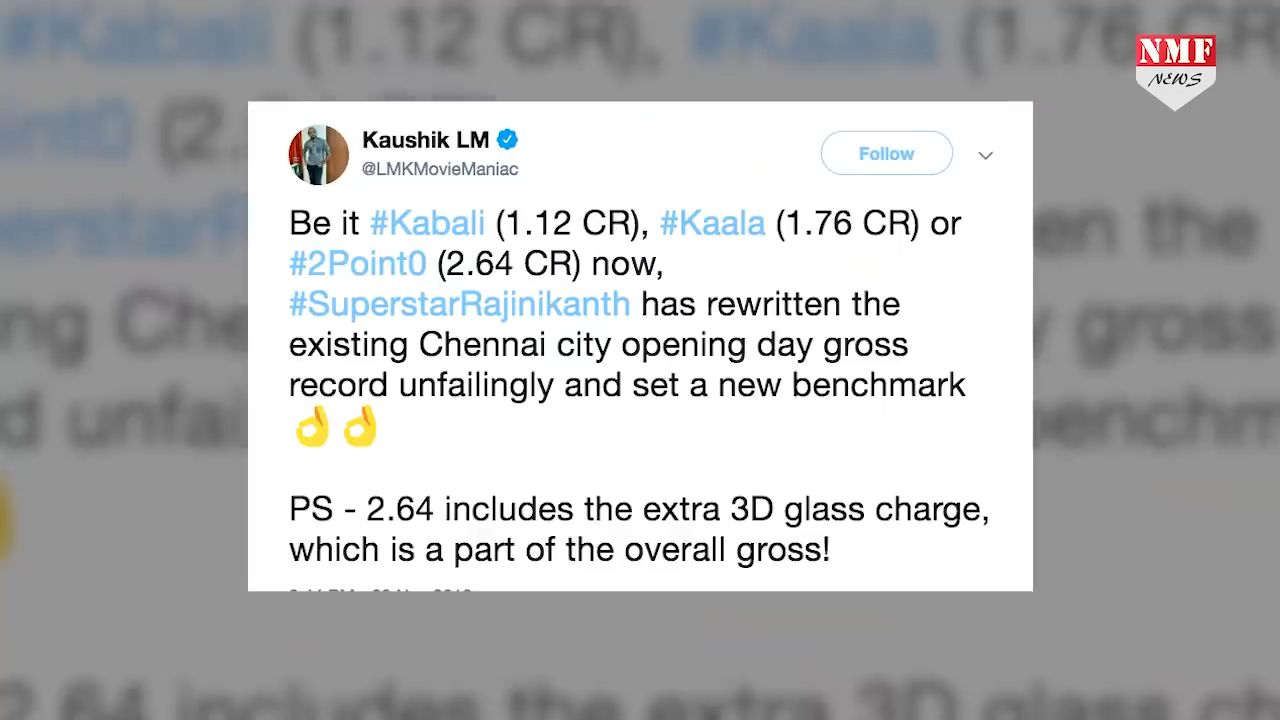 NMF
NEWS
Kaushik LM
@LMKMovieManiac
Follow
Be it #Kabali (1.12 CR), #Kaala (1.76 CR) or
#2Point0 (2.64 CR) now,
#SuperstarRajinikanth has rewritten the
existing Chennai city opening day gross
record unfailingly and set a new benchmark
👌👌
PS - 2.64 includes the extra 3D glass charge,
which is a part of the overall gross!